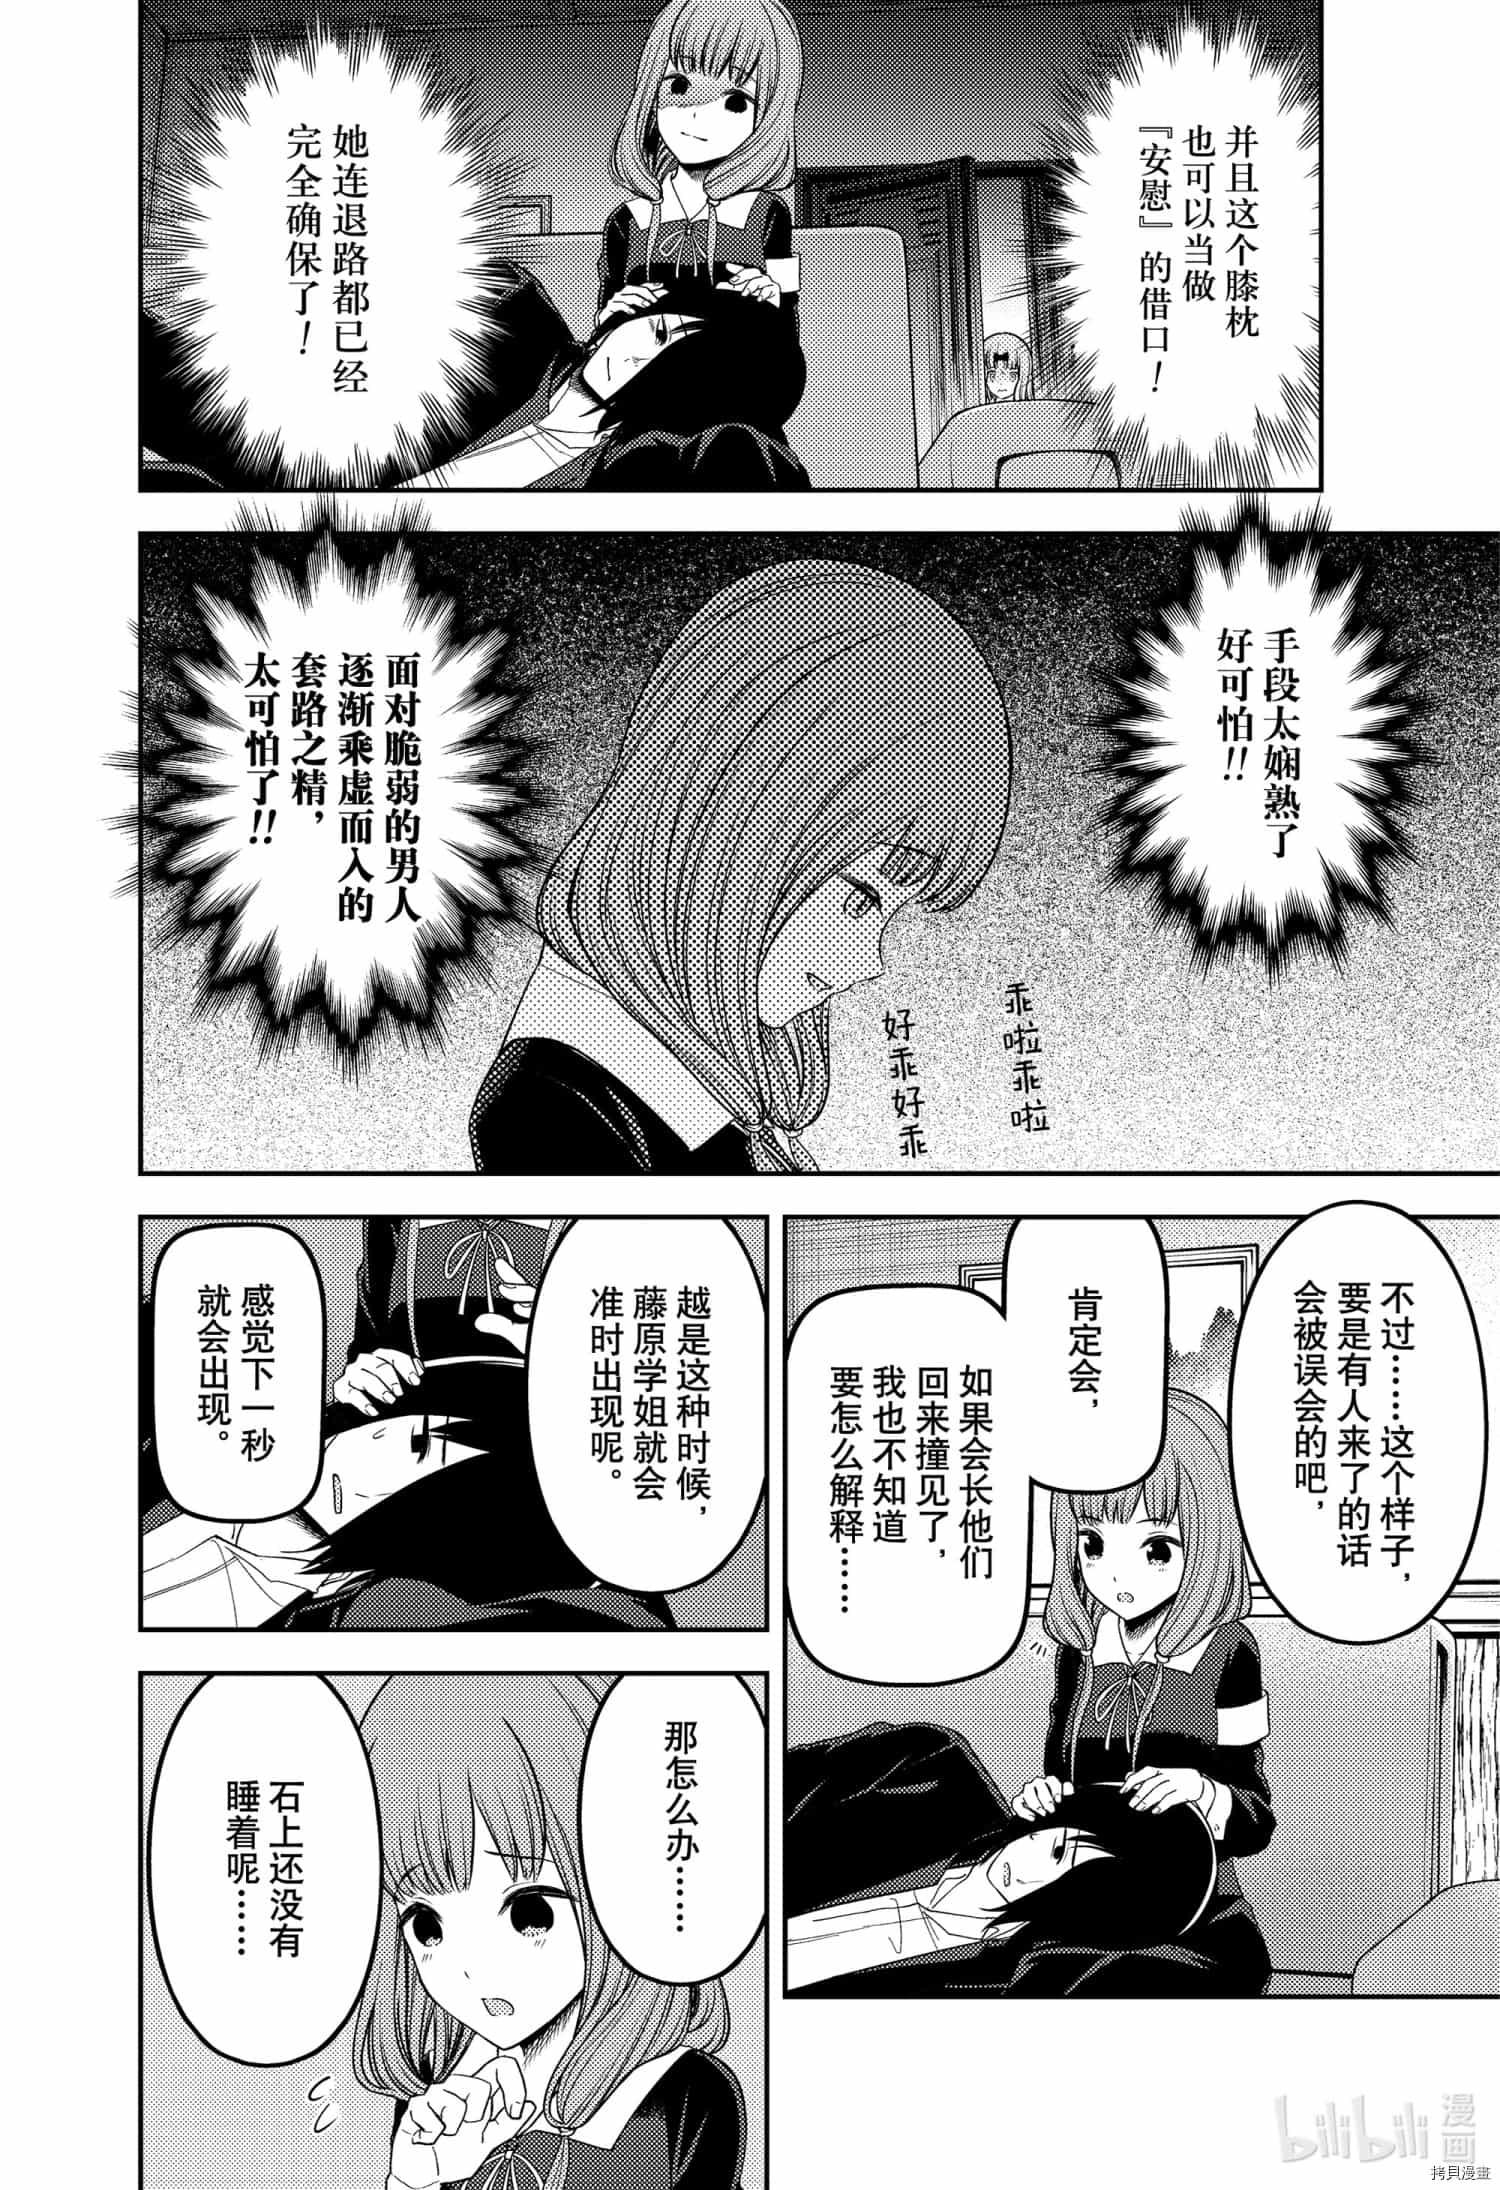 并且这个膝枕
也可以当做
『安慰』的借口！
她连退路都已经
完全确保了！
手段太娴熟了
好可怕!!
乖啦乖啦
好乖好乖
面对脆弱的男人
逐渐乘虚而入的
套路之精，
太可怕了!!
不过……这个样子，
要是有人来了的话
会被误会的吧，
肯定会，
如果会长他们
回来撞见了，
我也不知道
要怎么解释……
越是这种时候，
藤原学姐就会
准时出现呢。
感觉下一秒
就会出现。
那怎么办……
石上还没有
睡着呢……
bilibili 漫画
拷贝漫畫